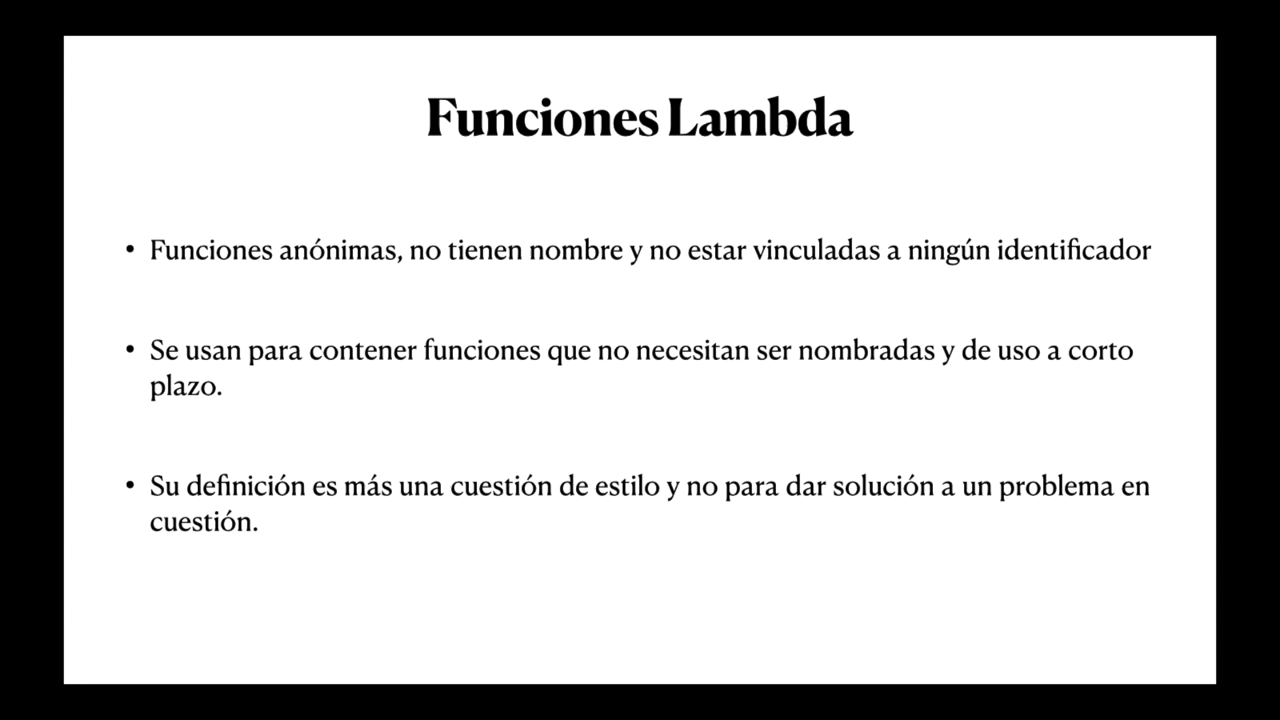 Funciones Lambda
• Funciones anónimas, no tienen nombre y no estar vinculadas a ningún identificador
• Se usan para contener funciones que no necesitan ser nombradas y de uso a corto
plazo.
• Su definición es más una cuestión de estilo y no para dar solución a un problema en
cuestión.